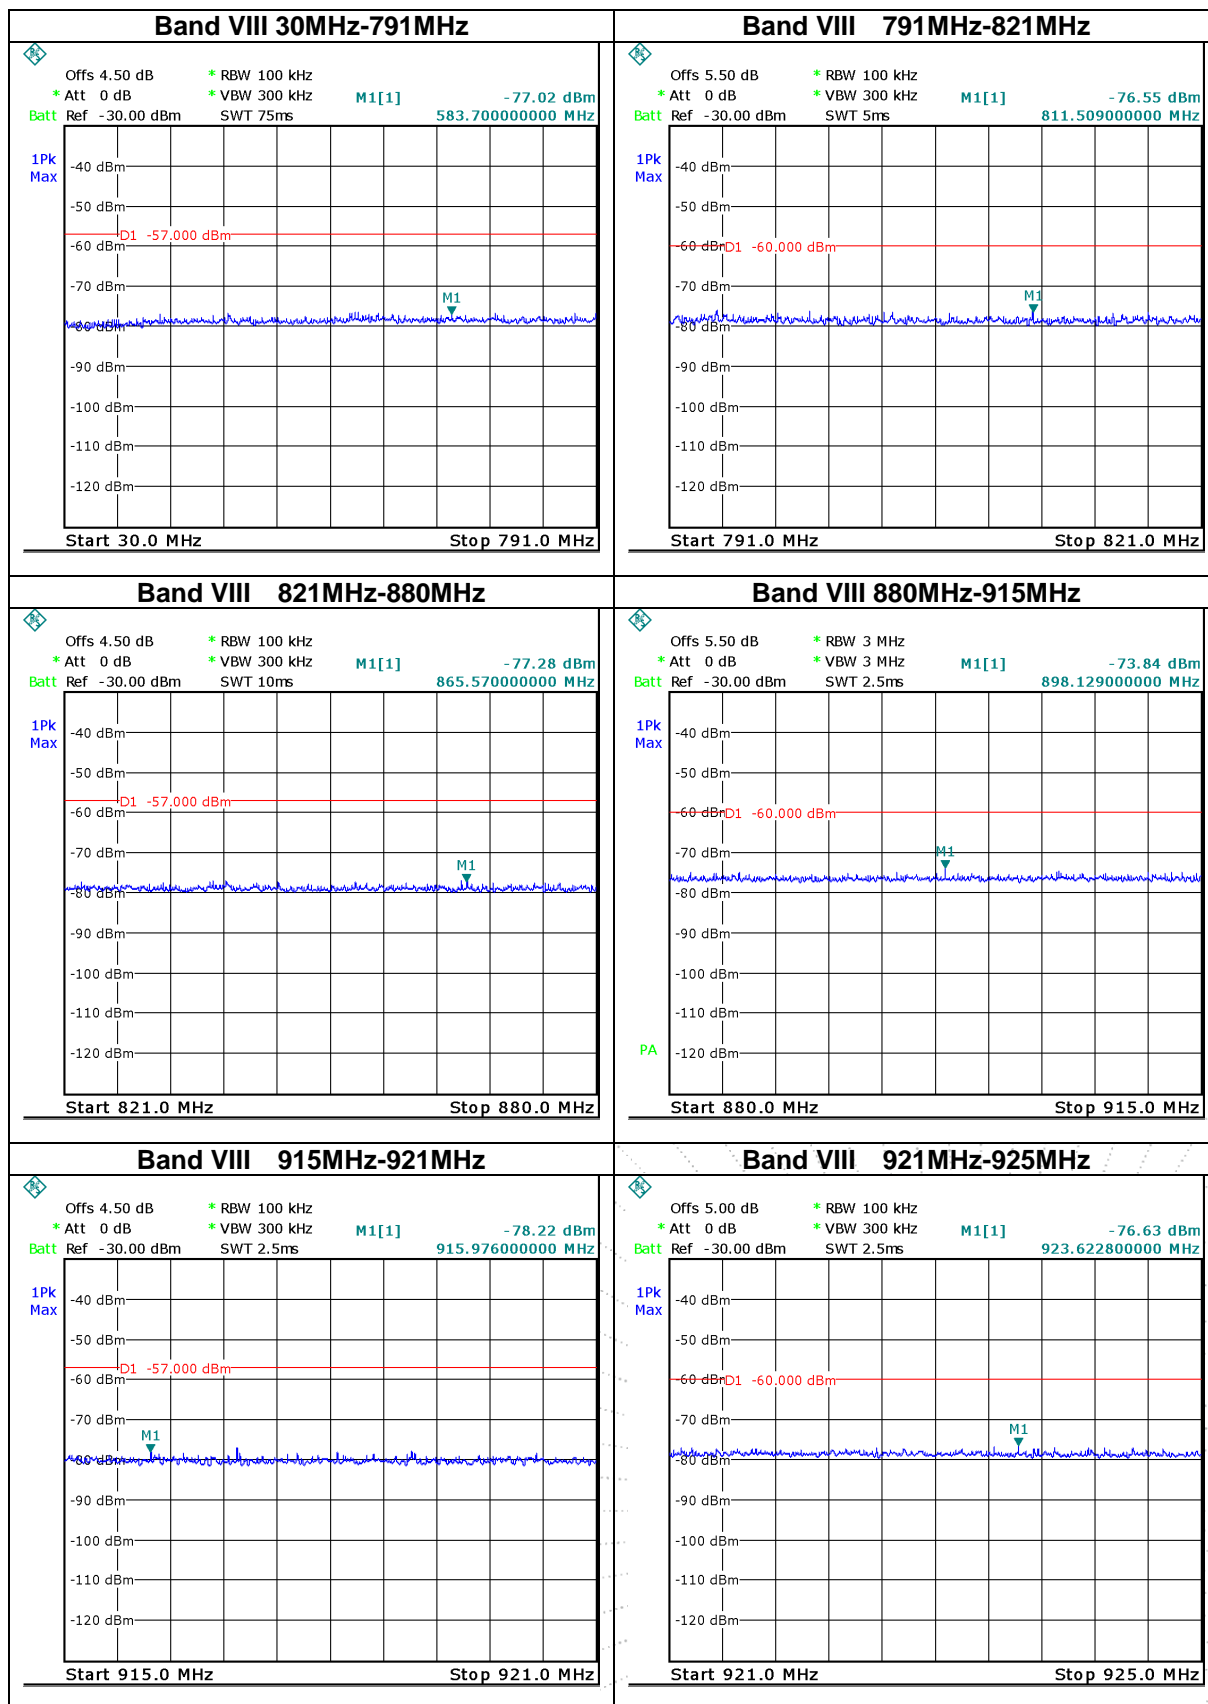 Band VIII 30MHz-791MHz
Offs 4.50 dB * RBW 100 kHz
* Att 0 dB * VBW 300 kHz M1[1] -77.02 dBm
Batt Ref -30.00 dBm SWT 75ms 583.700000000 MHz
1Pk
Max
-40 dBm
-50 dBm
D1 -57.000 dBm
-60 dBm
-70 dBm
M1
-80 dBm
-90 dBm
-100 dBm
-110 dBm
-120 dBm
Start 30.0 MHz Stop 791.0 MHz
Band VIII 791MHz-821MHz
Offs 5.50 dB * RBW 100 kHz
* Att 0 dB * VBW 300 kHz M1[1] -76.55 dBm
Batt Ref -30.00 dBm SWT 5ms 811.509000000 MHz
1Pk
Max
-40 dBm
-50 dBm
-60 dBm D1 -60.000 dBm
-70 dBm
M1
-80 dBm
-90 dBm
-100 dBm
-110 dBm
-120 dBm
Start 791.0 MHz Stop 821.0 MHz
Band VIII 821MHz-880MHz
Offs 4.50 dB * RBW 100 kHz
* Att 0 dB * VBW 300 kHz M1[1] -77.28 dBm
Batt Ref -30.00 dBm SWT 10ms 865.570000000 MHz
1Pk
Max
-40 dBm
-50 dBm
D1 -57.000 dBm
-60 dBm
-70 dBm
M1
-80 dBm
-90 dBm
-100 dBm
-110 dBm
-120 dBm
Start 821.0 MHz Stop 880.0 MHz
Band VIII 880MHz-915MHz
Offs 5.50 dB * RBW 3 MHz
* Att 0 dB * VBW 3 MHz M1[1] -73.84 dBm
Batt Ref -30.00 dBm SWT 2.5ms 898.129000000 MHz
1Pk
Max
-40 dBm
-50 dBm
-60 dBm D1 -60.000 dBm
-70 dBm
M1
-80 dBm
-90 dBm
-100 dBm
-110 dBm
PA
-120 dBm
Start 880.0 MHz Stop 915.0 MHz
Band VIII 915MHz-921MHz
Offs 4.50 dB * RBW 100 kHz
* Att 0 dB * VBW 300 kHz M1[1] -78.22 dBm
Batt Ref -30.00 dBm SWT 2.5ms 915.976000000 MHz
1Pk
Max
-40 dBm
-50 dBm
D1 -57.000 dBm
-60 dBm
-70 dBm
M1
-80 dBm
-90 dBm
-100 dBm
-110 dBm
-120 dBm
Start 915.0 MHz Stop 921.0 MHz
Band VIII 921MHz-925MHz
Offs 5.00 dB * RBW 100 kHz
* Att 0 dB * VBW 300 kHz M1[1] -76.63 dBm
Batt Ref -30.00 dBm SWT 2.5ms 923.622800000 MHz
1Pk
Max
-40 dBm
-50 dBm
-60 dBm D1 -60.000 dBm
-70 dBm
M1
-80 dBm
-90 dBm
-100 dBm
-110 dBm
-120 dBm
Start 921.0 MHz Stop 925.0 MHz